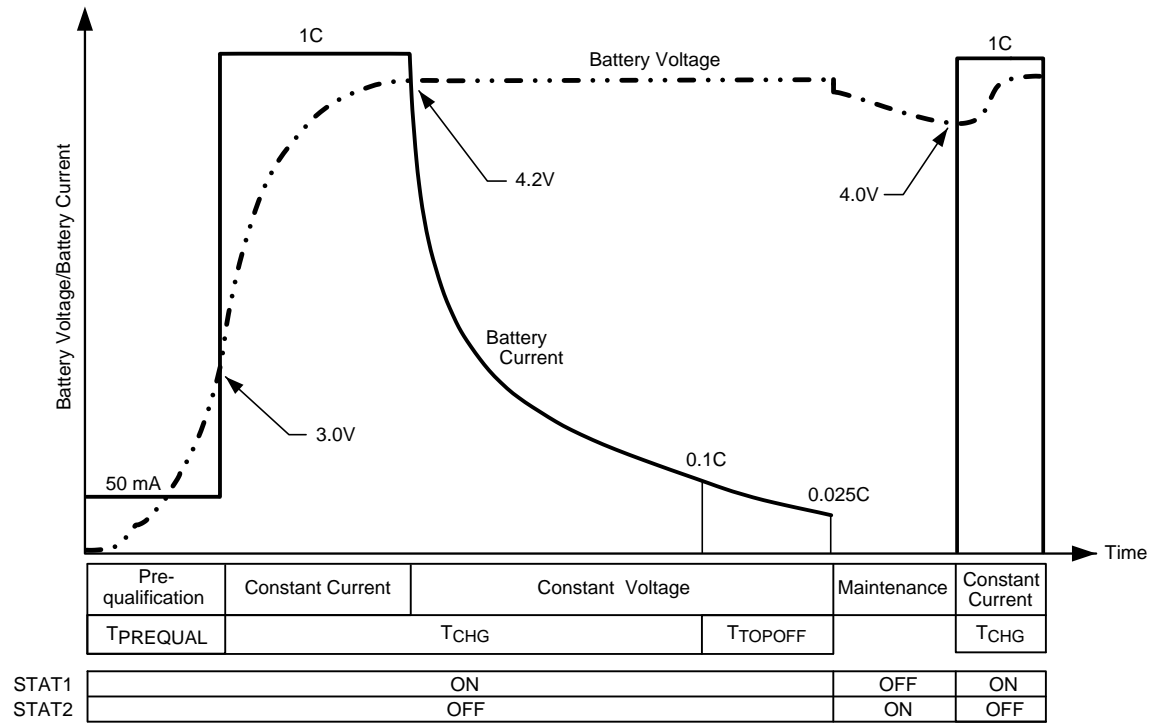 1C
1C
Battery Voltage
4.2V
4.0V
Battery Voltage/Battery Current
Battery
Current
3.0V
0.1C
50 mA
0.025C
Time
Pre-
qualification
Constant Current
Constant Voltage
Maintenance
Constant
Current
TPREQUAL
TCHG
TTOPOFF
TCHG
STAT1
ON
OFF
ON
STAT2
OFF
ON
OFF